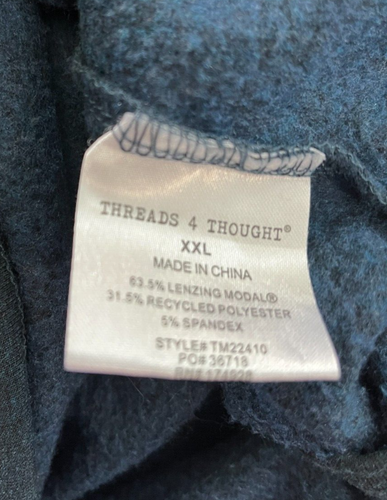 THREADS 4 THOUGHT®
XXL
MADE IN CHINA
63.5% LENZING MODAL®
31.5% RECYCLED POLYESTER
5% SPANDEX
STYLE# TM22410
PO# 36718
RN#